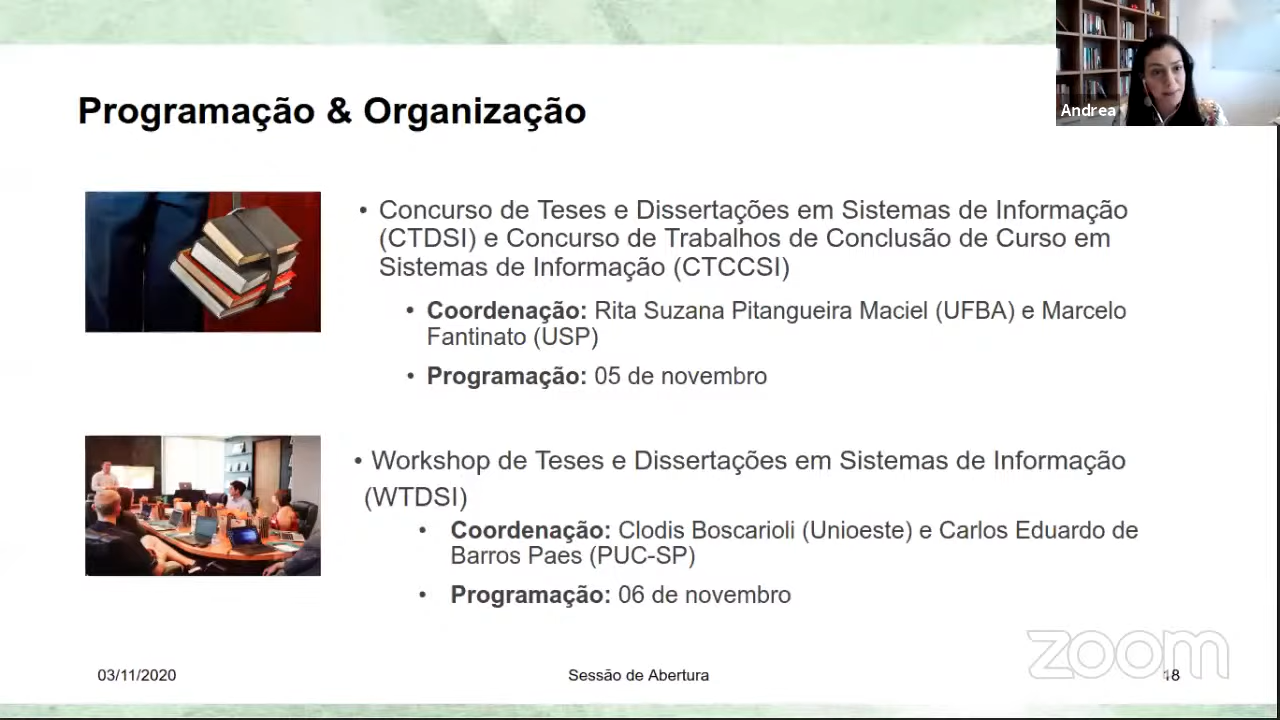 Programação & Organização
Andrea
• Concurso de Teses e Dissertações em Sistemas de Informação
(CTDSI) e Concurso de Trabalhos de Conclusão de Curso em
Sistemas de Informação (CTCCSI)
• Coordenação: Rita Suzana Pitangueira Maciel (UFBA) e Marcelo
Fantinato (USP)
• Programação: 05 de novembro
• Workshop de Teses e Dissertações em Sistemas de Informação
(WTDSI)
• Coordenação: Clodis Boscarioli (Unioeste) e Carlos Eduardo de
Barros Paes (PUC-SP)
• Programação: 06 de novembro
zoom
03/11/2020
Sessão de Abertura
18